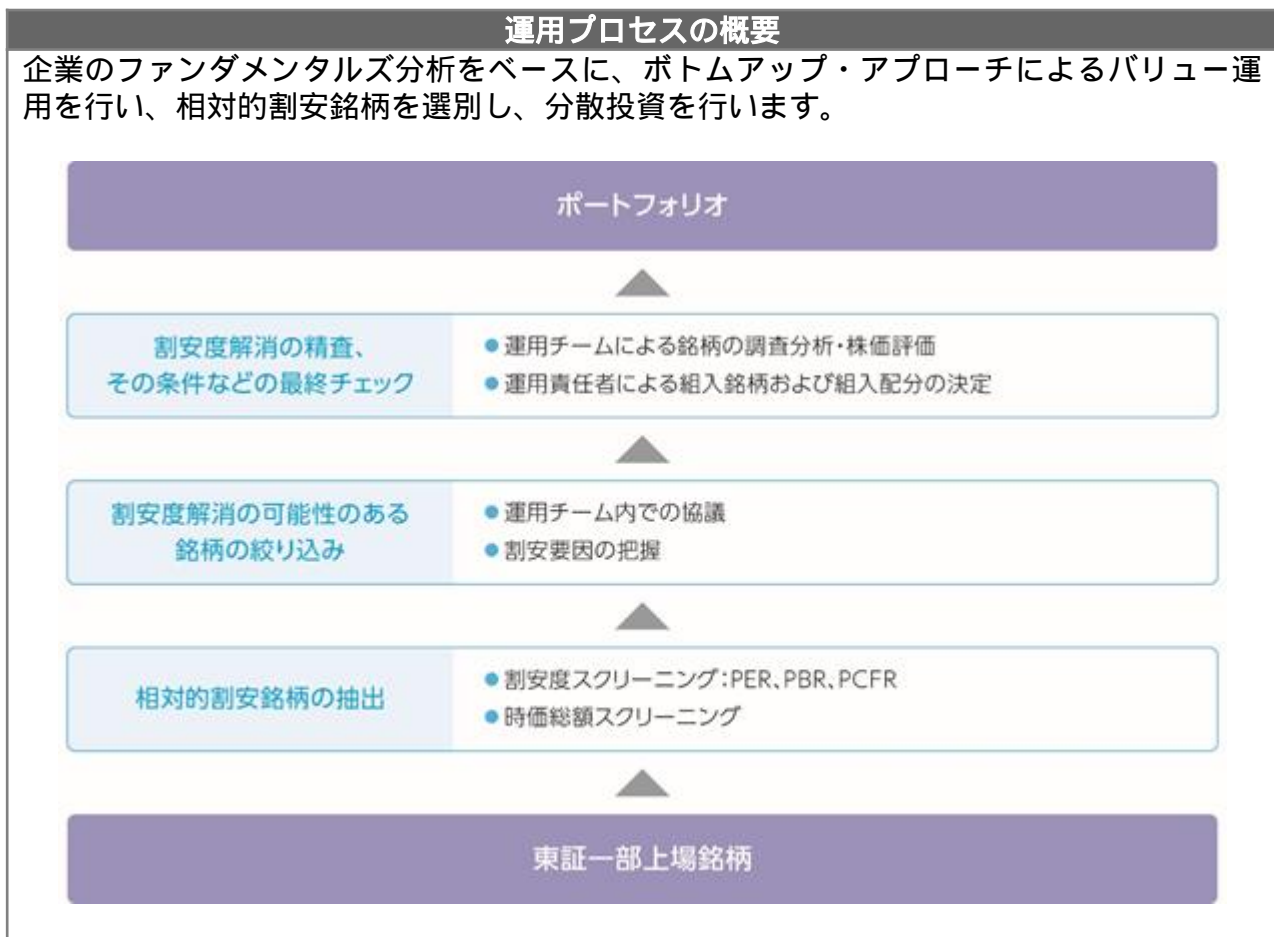 運用プロセスの概要
企業のファンダメンタルズ分析をベースに、ボトムアップ・アプローチによるバリュー運
用を行い、相対的割安銘柄を選別し、分散投資を行います。
ポートフォリオ
割安度解消の精査、
その条件などの最終チェック
●運用チームによる銘柄の調査分析・株価評価
●運用責任者による組入銘柄および組入配分の決定
割安度解消の可能性のある
銘柄の絞り込み
●運用チーム内での協議
●割安要因の把握
相対的割安銘柄の抽出
●割安度スクリーニング：PER、PBR、PCFR
●時価総額スクリーニング
東証一部上場銘柄